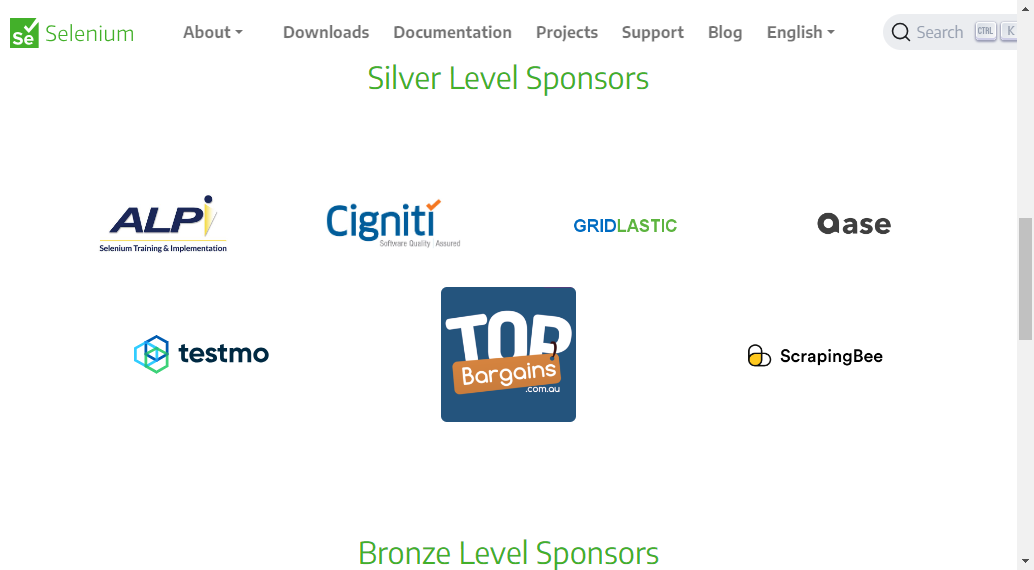 Se Selenium About Downloads Documentation Projects Support Blog English Search CTRL K
Silver Level Sponsors
ALPi
Selenium Training & Implementation
Cigniti
Software Quality | Assured
GRIDLASTIC
Qase
testmo
TOP
Bargains
.com.au
ScrapingBee
Bronze Level Sponsors